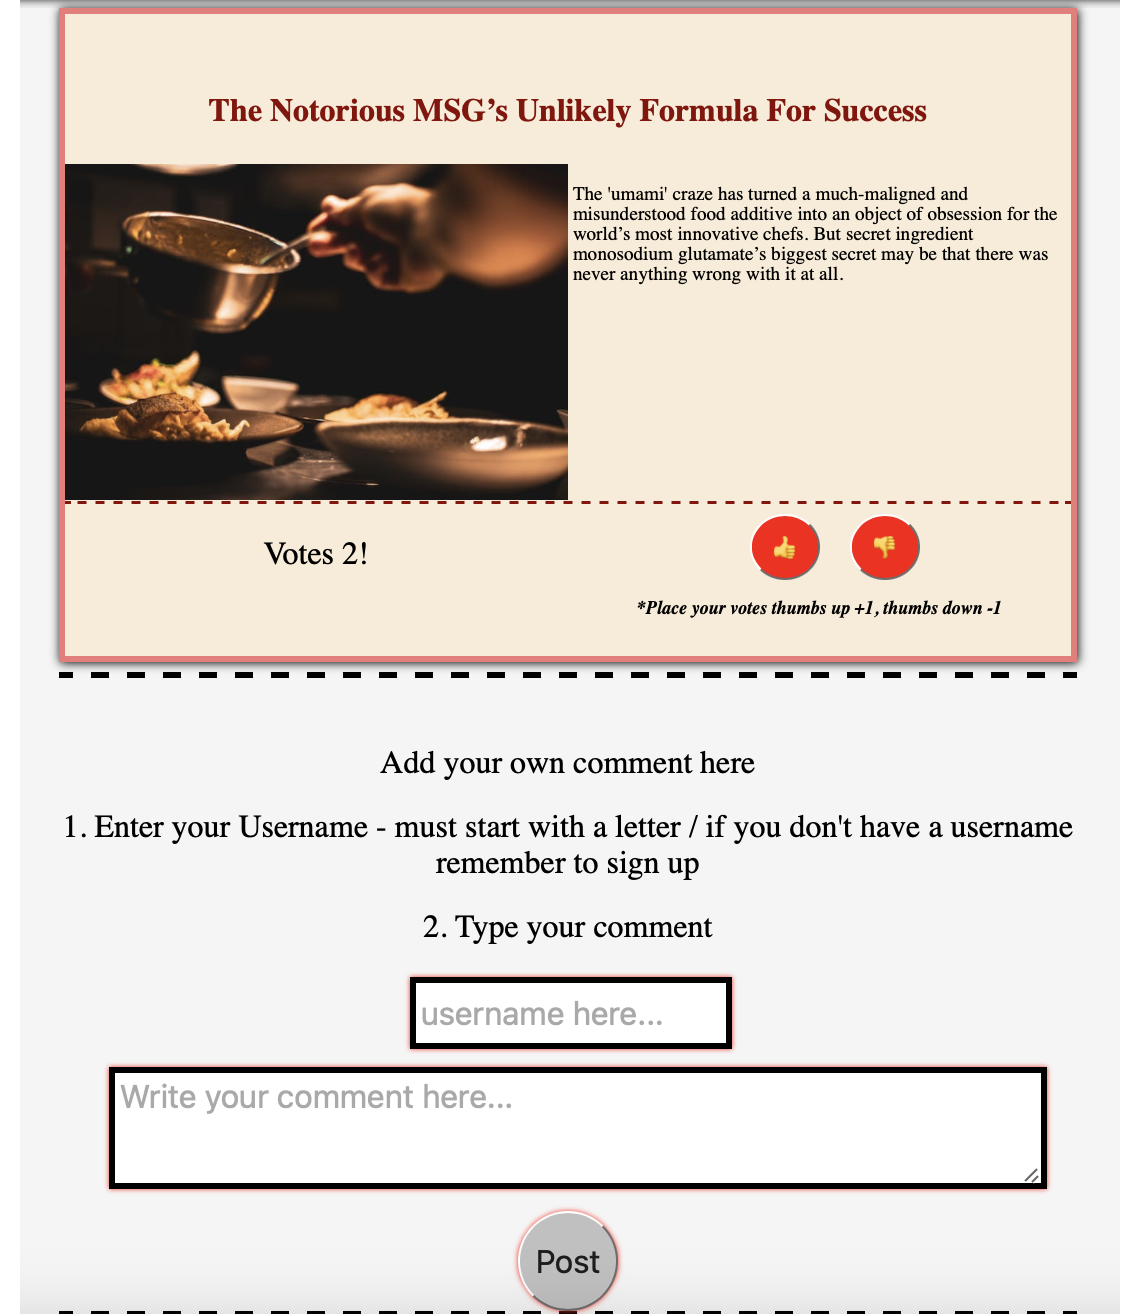 The Notorious MSG’s Unlikely Formula For Success
The 'umami' craze has turned a much-maligned and
misunderstood food additive into an object of obsession for the
world’s most innovative chefs. But secret ingredient
monosodium glutamate’s biggest secret may be that there was
never anything wrong with it at all.
Votes 2!
*Place your votes thumbs up +1, thumbs down -1
Add your own comment here
1. Enter your Username - must start with a letter / if you don't have a username
remember to sign up
2. Type your comment
username here...
Write your comment here...
Post